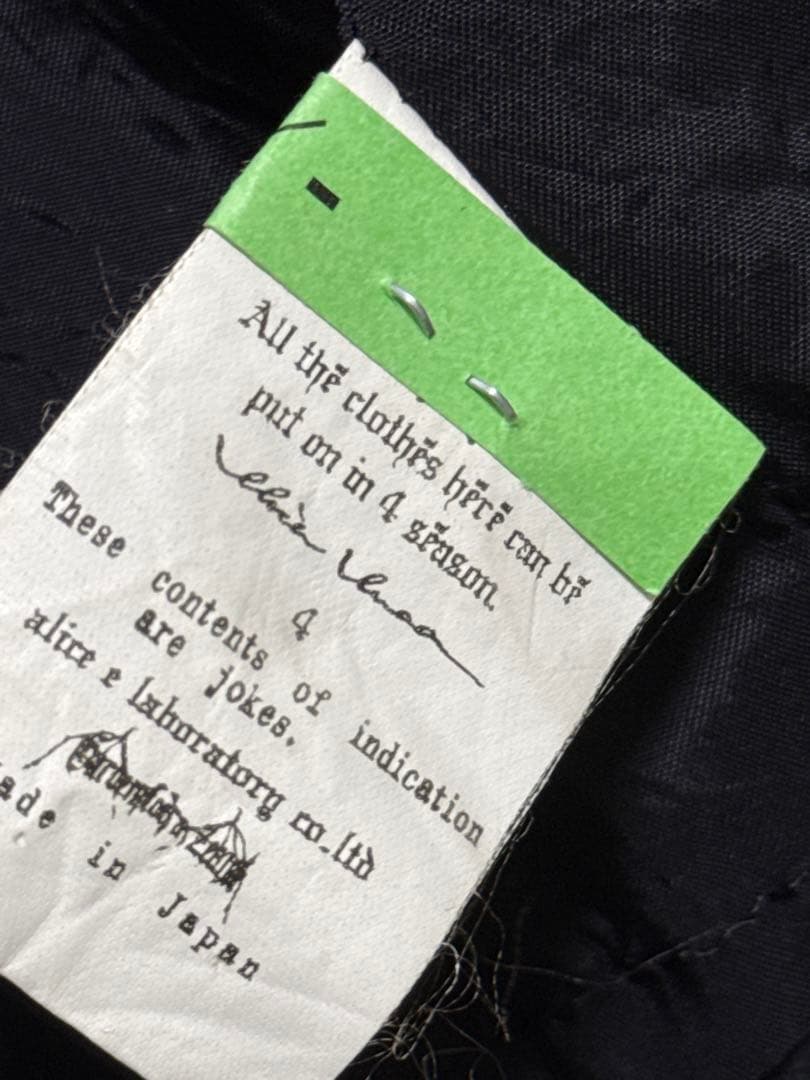 All the clothes here can be
put on in 4 season.
4
These contents of indication
are jokes.
alice e laboratory co.,ltd
ade in Japan